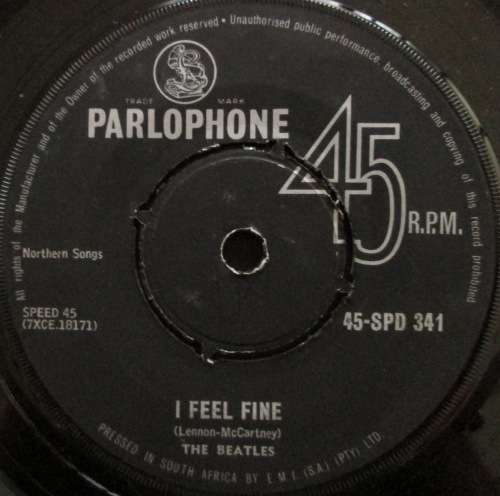 All rights of the Manufacturer and of the Owner of the recorded work reserved • Unauthorised public performance, broadcasting and copying of this record prohibited
TRADE MARK
PARLOPHONE
45
R.P.M.
Northern Songs
SPEED 45
(7XCE.18171)
45-SPD 341
I FEEL FINE
(Lennon-McCartney)
THE BEATLES
PRESSED IN SOUTH AFRICA BY E.M.I. (S.A.) (PTY) LTD.